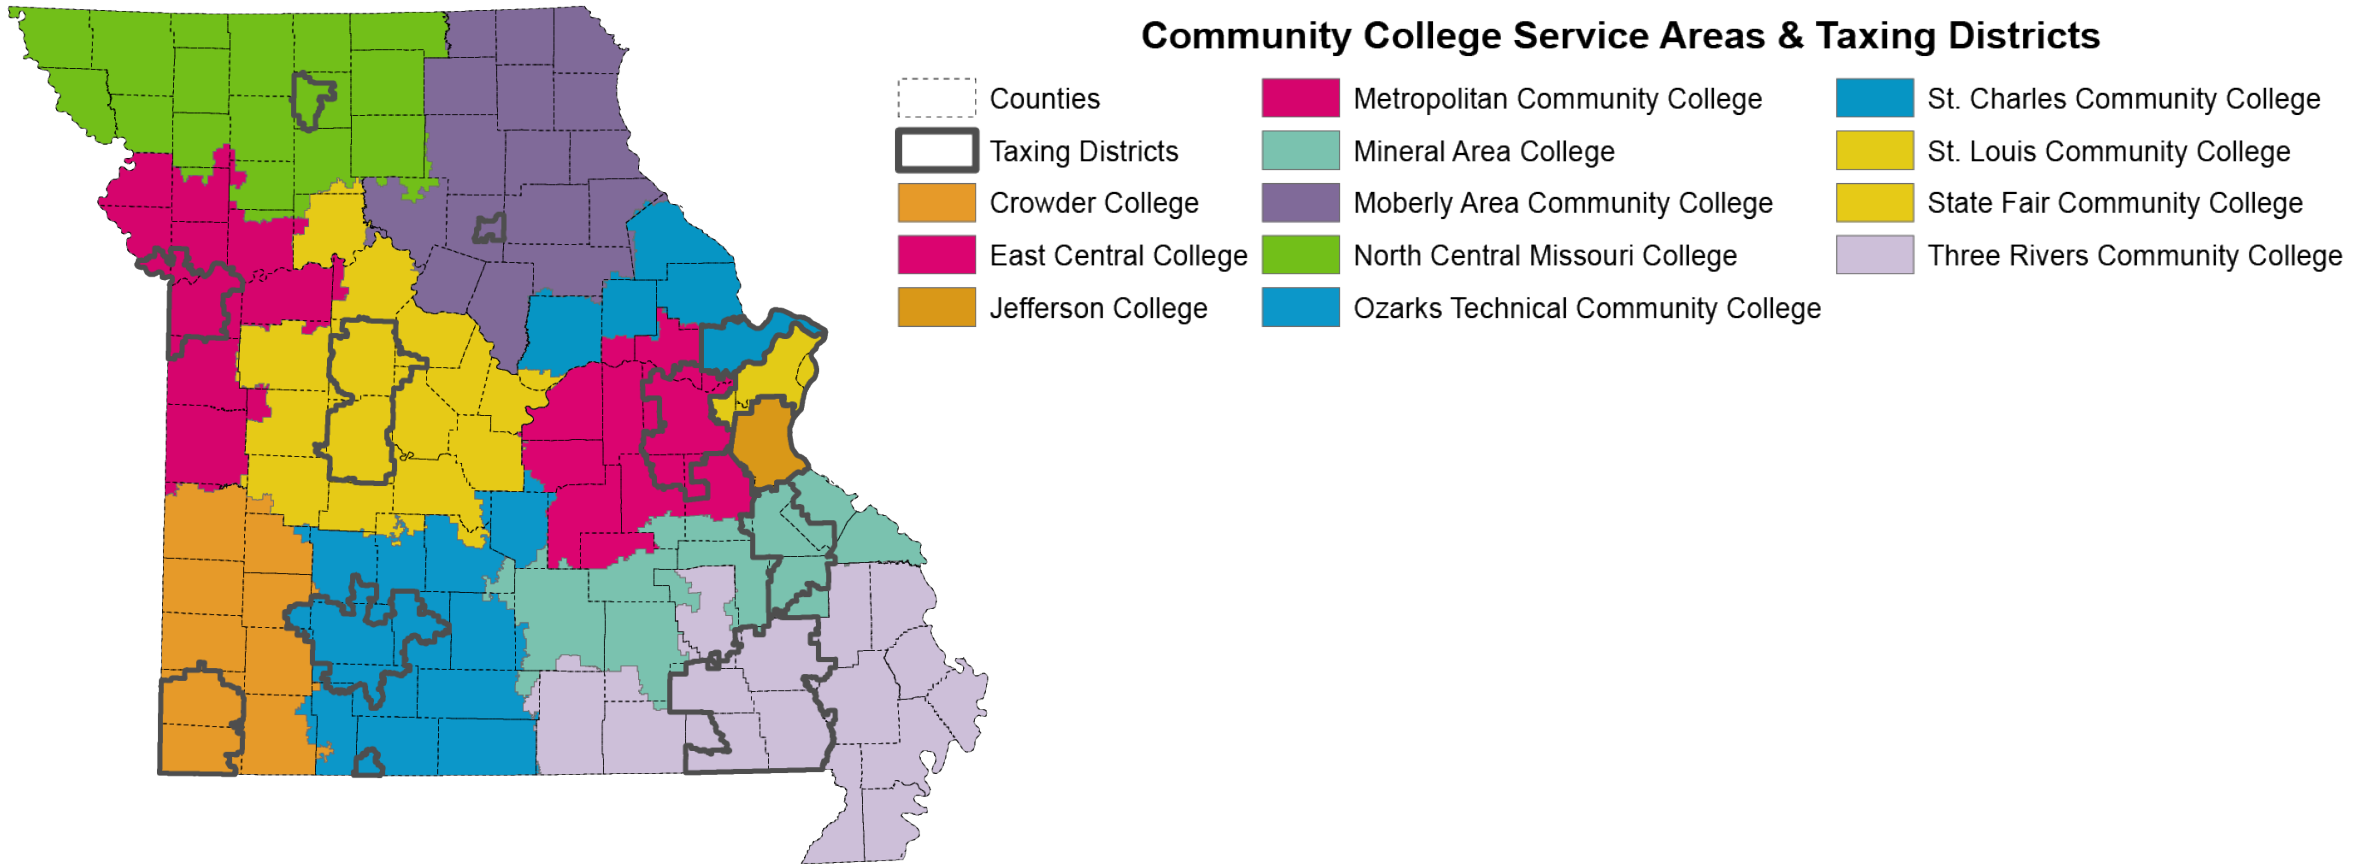 Community College Service Areas & Taxing Districts
Counties
Taxing Districts
Crowder College
East Central College
Jefferson College
Metropolitan Community College
Mineral Area College
Moberly Area Community College
North Central Missouri College
Ozarks Technical Community College
St. Charles Community College
St. Louis Community College
State Fair Community College
Three Rivers Community College